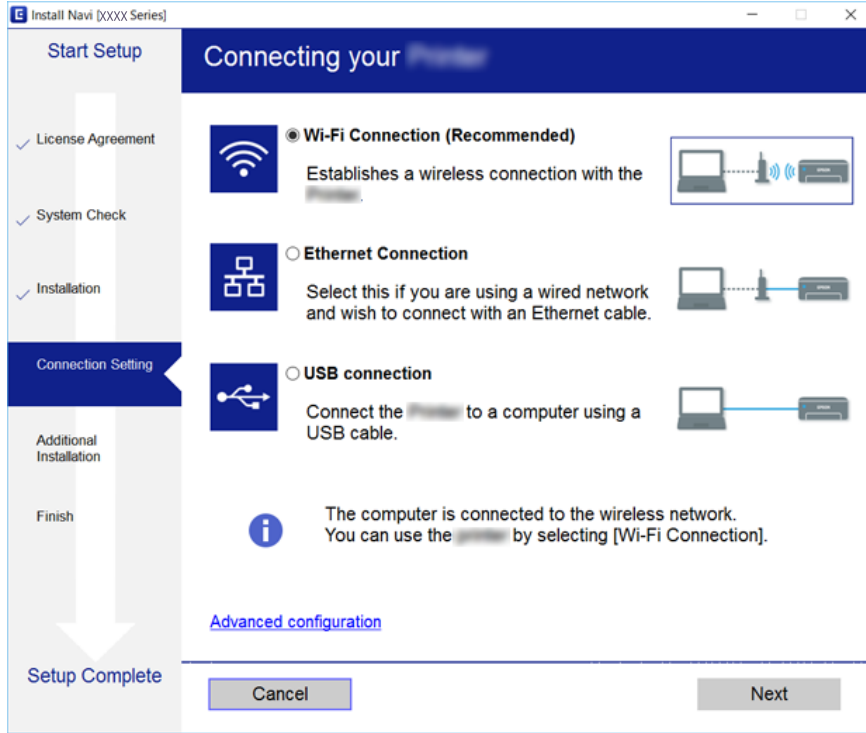 Install Navi [XXXX Series]
Start Setup
License Agreement
System Check
Installation
Connection Setting
Additional
Installation
Finish
Setup Complete
Connecting your
Wi-Fi Connection (Recommended)
Establishes a wireless connection with the
.
Ethernet Connection
Select this if you are using a wired network
and wish to connect with an Ethernet cable.
USB connection
Connect the to a computer using a
USB cable.
The computer is connected to the wireless network.
You can use the by selecting [Wi-Fi Connection].
Advanced configuration
Cancel
Next